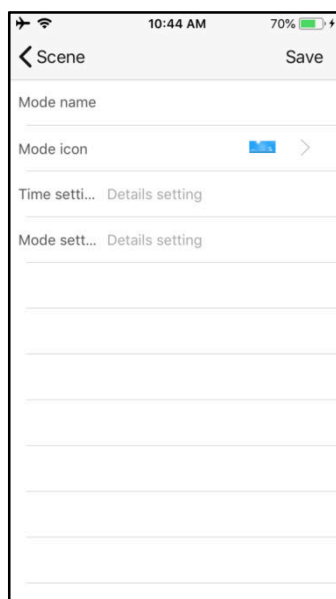 10:44 AM 70%
Scene Save
Mode name
Mode icon
Time setti... Details setting
Mode sett... Details setting